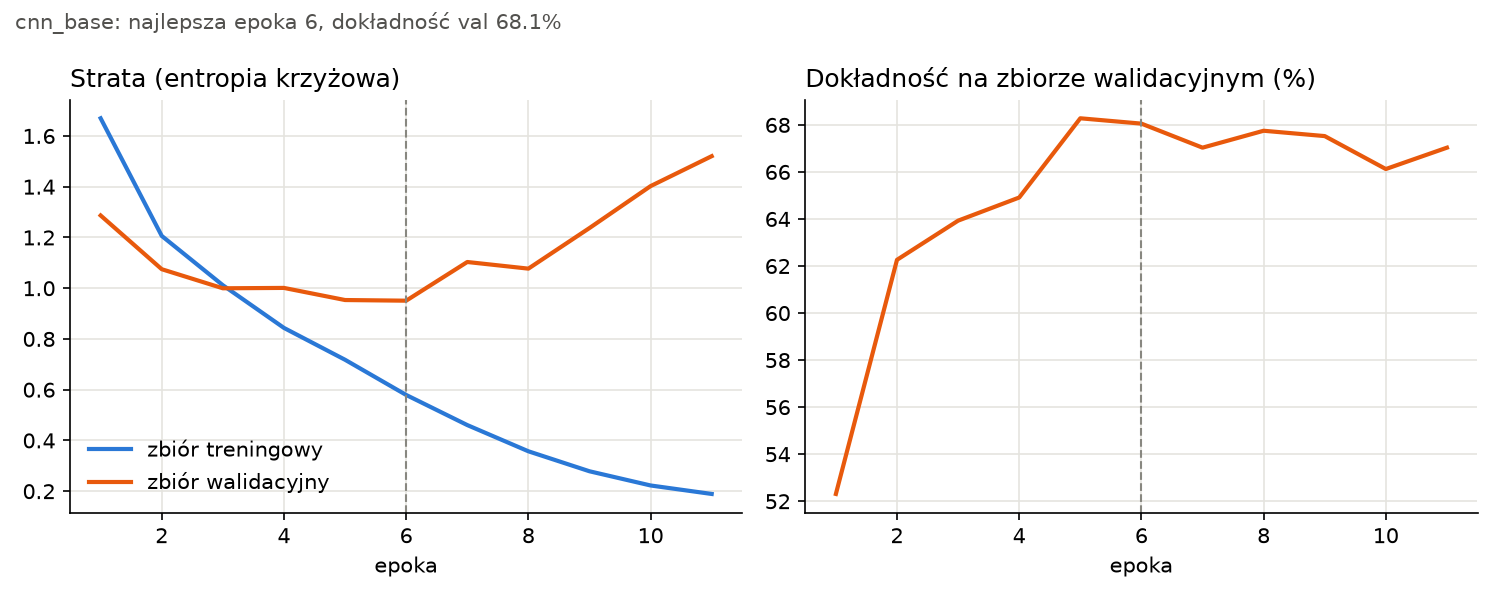 cnn_base: najlepsza epoka 6, dokładność val 68.1%
Strata (entropia krzyżowa)
1.6
1.4
1.2
1.0
0.8
0.6
0.4
0.2
zbiór treningowy
zbiór walidacyjny
2 4 6 8 10
epoka
Dokładność na zbiorze walidacyjnym (%)
68
66
64
62
60
58
56
54
52
2 4 6 8 10
epoka